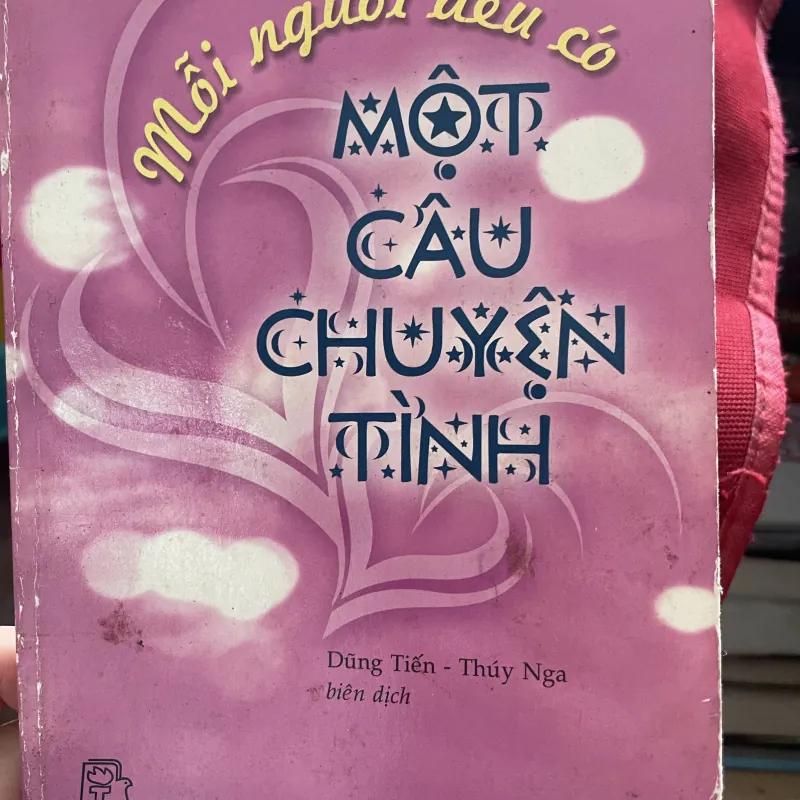 Mỗi người đều có
MỘT
CÂU
CHUYỆN
TÌNH
Dũng Tiến - Thúy Nga
biên dịch
T